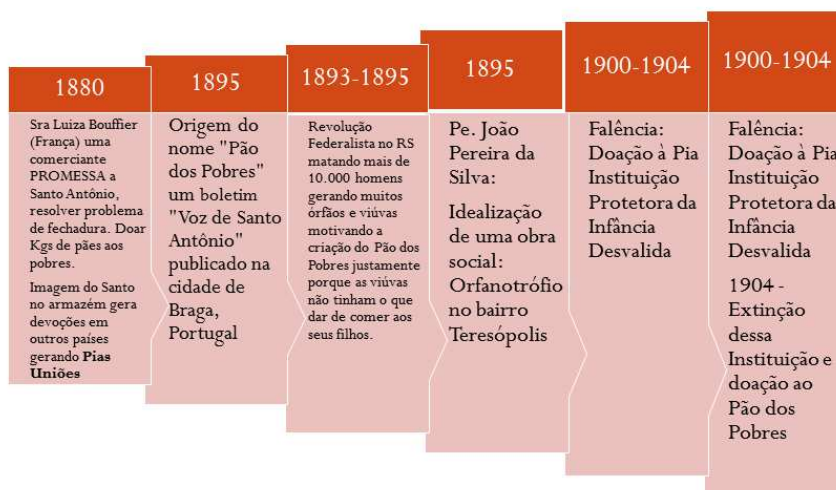 1880
Sra Luiza Bouffier
(França) uma
comerciante
PROMESSA a
Santo Antônio,
resolver problema
de fechadura. Doar
Kgs de pães aos
pobres.
Imagem do Santo
no armazém gera
devoções em
outros países
gerando Pias
Uniões
1895
Origem do
nome "Pão
dos Pobres"
um boletim
"Voz de Santo
Antônio"
publicado na
cidade de
Braga,
Portugal
1893-1895
Revolução
Federalista no RS
matando mais de
10.000 homens
gerando muitos
órfãos e viúvas
motivando a
criação do Pão dos
Pobres justamente
porque as viúvas
não tinham o que
dar de comer aos
seus filhos.
1895
Pe. João
Pereira da
Silva:
Idealização
de uma obra
social:
Orfanotrófio
no bairro
Teresópolis
1900-1904
Falência:
Doação à Pia
Instituição
Protetora da
Infância
Desvalida
1900-1904
Falência:
Doação à Pia
Instituição
Protetora da
Infância
Desvalida
1904 -
Extinção
dessa
Instituição e
doação ao
Pão dos
Pobres